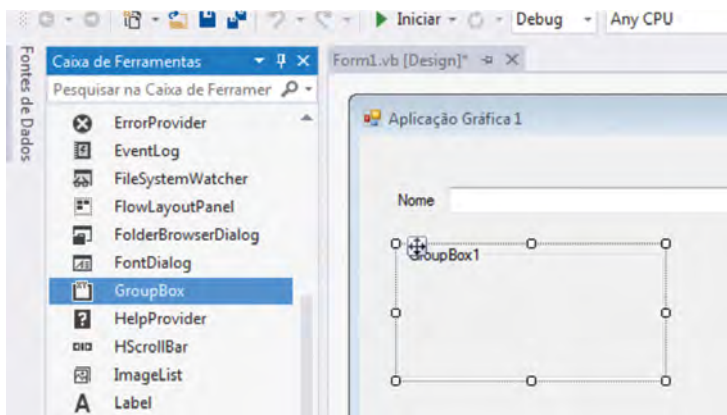 Iniciar Debug Any CPU
Fontes de Dados
Caixa de Ferramentas
Form1.vb [Design]*
Pesquisar na Caixa de Ferramer
ErrorProvider
EventLog
FileSystemWatcher
FlowLayoutPanel
FolderBrowserDialog
FontDialog
GroupBox
HelpProvider
HScrollBar
ImageList
A Label
Aplicação Gráfica 1
Nome
GroupBox1